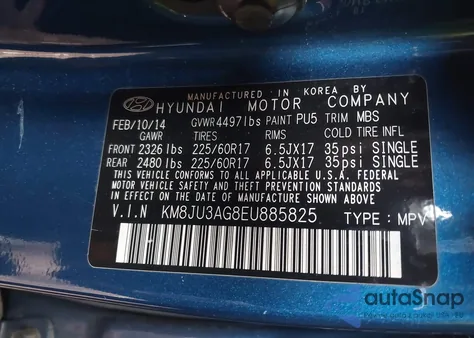 MANUFACTURED IN KOREA BY
HYUNDAI MOTOR COMPANY
FEB/10/14 GVWR 4497 lbs PAINT PU5 TRIM MBS
GAWR TIRES RIMS COLD TIRE INFL
FRONT 2326 lbs 225/60R17 6.5JX17 35psi SINGLE
REAR 2480 lbs 225/60R17 6.5JX17 35psi SINGLE
THIS VEHICLE CONFORMS TO ALL APPLICABLE U.S.A. FEDERAL
MOTOR VEHICLE SAFETY, BUMPER, AND THEFT PREVENTION
STANDARDS IN EFFECT ON THE DATE OF MANUFACTURE
SHOWN ABOVE.
V.I.N KM8JU3AG8EU885825 TYPE : MPV
autoSnap